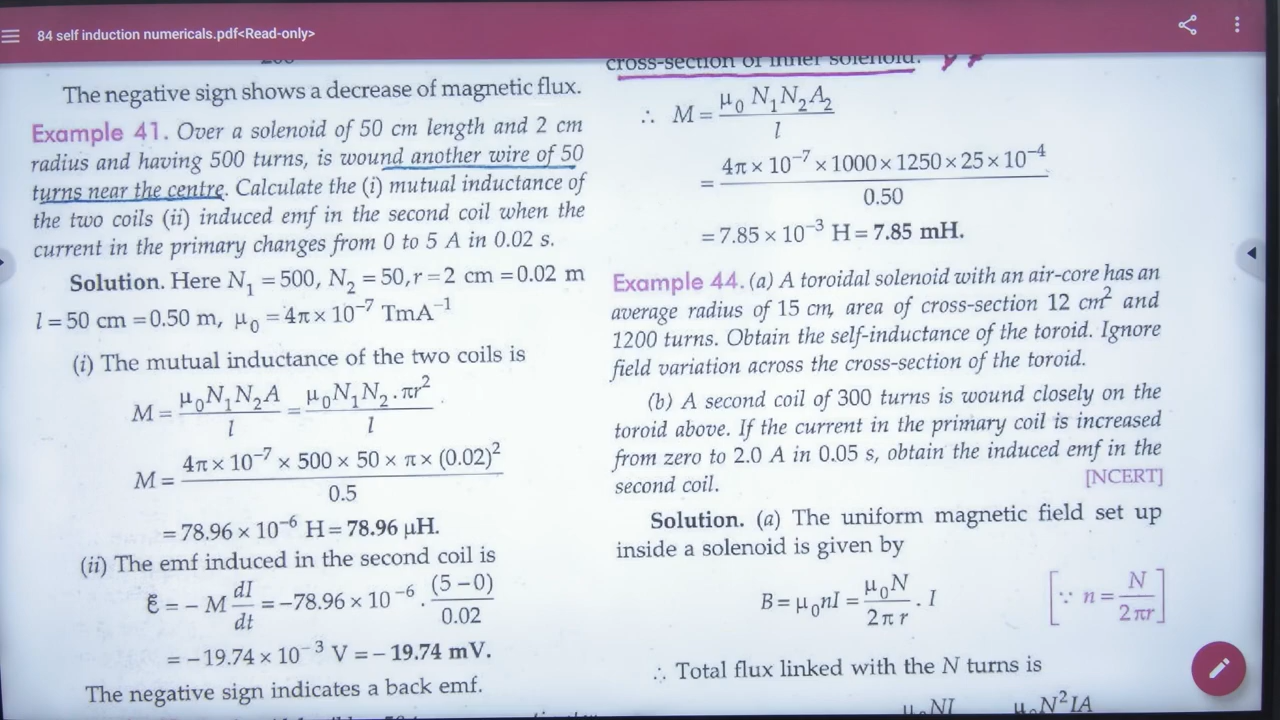 84 self induction numericals.pdf<Read-only>
The negative sign shows a decrease of magnetic flux.
Example 41. Over a solenoid of 50 cm length and 2 cm
radius and having 500 turns, is wound another wire of 50
turns near the centre. Calculate the (i) mutual inductance of
the two coils (ii) induced emf in the second coil when the
current in the primary changes from 0 to 5 A in 0.02 s.
Solution. Here N₁ = 500, N₂ = 50, r = 2 cm = 0.02 m
l = 50 cm = 0.50 m, μ₀ = 4π × 10⁻⁷ TmA⁻¹
(i) The mutual inductance of the two coils is
M = μ₀N₁N₂A / l = μ₀N₁N₂ . πr² / l
M = 4π × 10⁻⁷ × 500 × 50 × π × (0.02)² / 0.5
= 78.96 × 10⁻⁶ H = 78.96 μH.
(ii) The emf induced in the second coil is
ℰ = − M dI/dt = −78.96 × 10⁻⁶ . (5 − 0) / 0.02
= −19.74 × 10⁻³ V = − 19.74 mV.
The negative sign indicates a back emf.
cross-section of inner solenoid.
∴ M = μ₀ N₁N₂A₂ / l
= 4π × 10⁻⁷ × 1000 × 1250 × 25 × 10⁻⁴ / 0.50
= 7.85 × 10⁻³ H = 7.85 mH.
Example 44. (a) A toroidal solenoid with an air-core has an
average radius of 15 cm, area of cross-section 12 cm² and
1200 turns. Obtain the self-inductance of the toroid. Ignore
field variation across the cross-section of the toroid.
(b) A second coil of 300 turns is wound closely on the
toroid above. If the current in the primary coil is increased
from zero to 2.0 A in 0.05 s, obtain the induced emf in the
second coil. [NCERT]
Solution. (a) The uniform magnetic field set up
inside a solenoid is given by
B = μ₀nI = μ₀N / 2π r . I [∵ n = N / 2πr]
∴ Total flux linked with the N turns is
μ₀NI μ₀N²IA